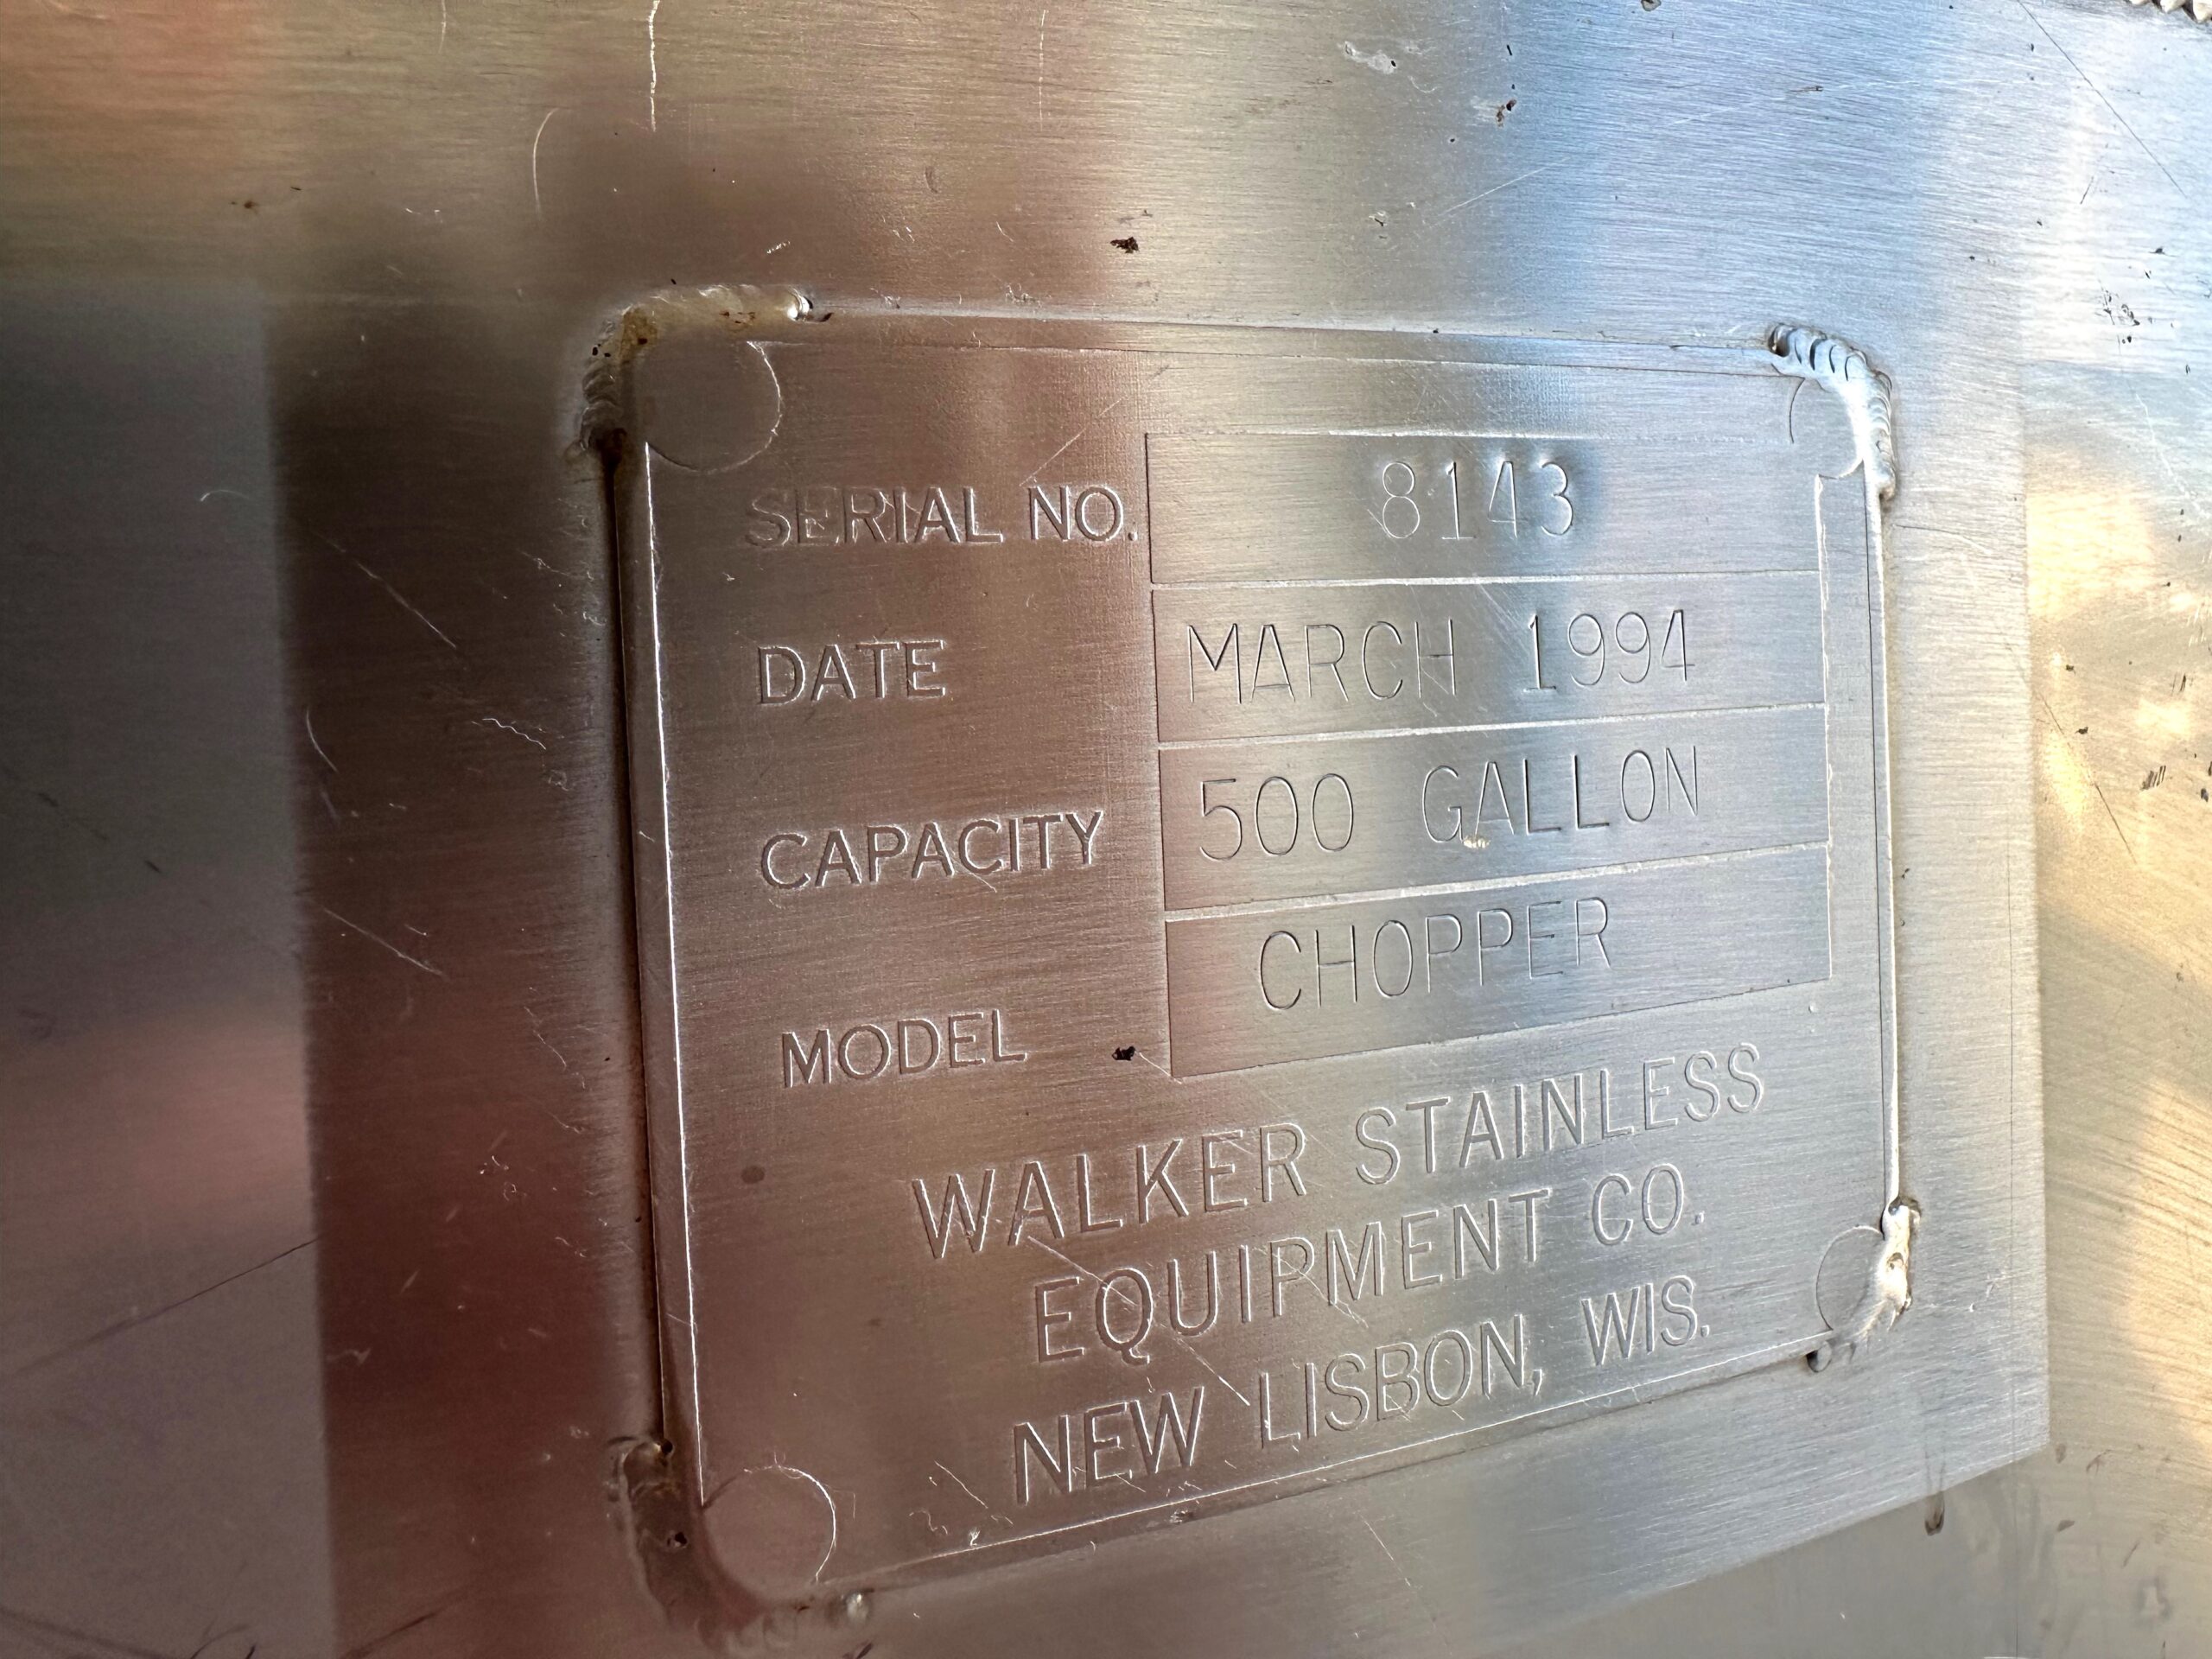 SERIAL NO. 8143
DATE MARCH 1994
CAPACITY 500 GALLON
MODEL CHOPPER
WALKER STAINLESS
EQUIPMENT CO.
NEW LISBON, WIS.